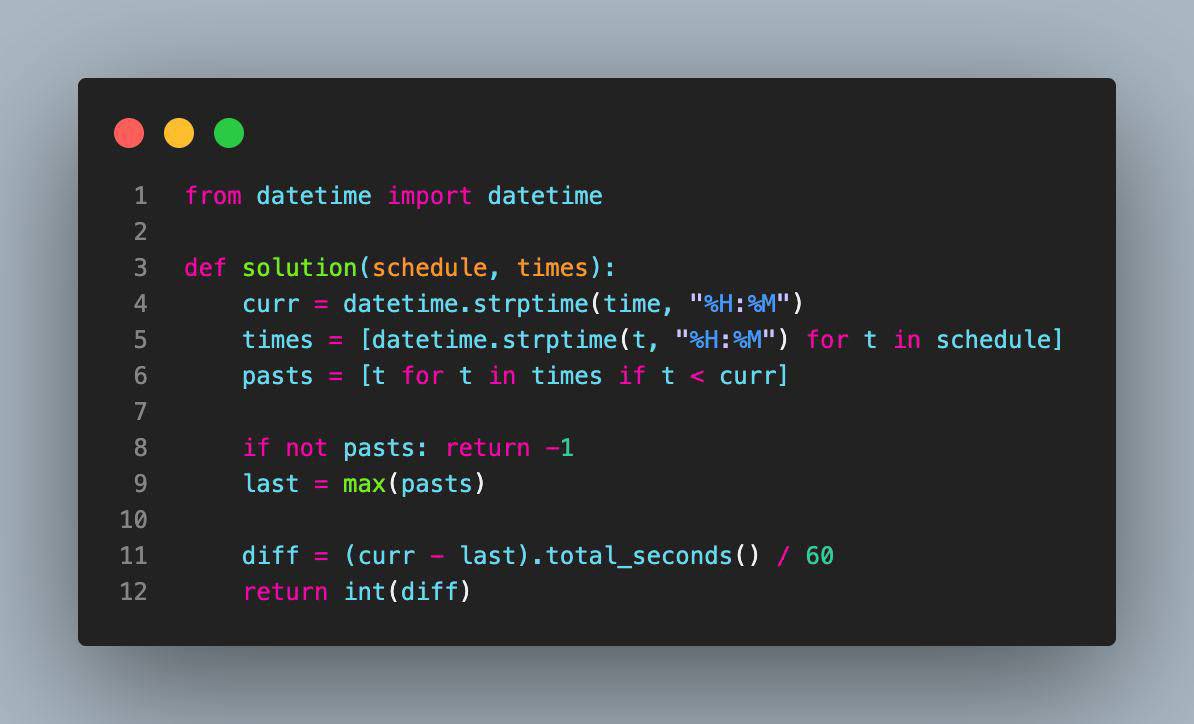 1 from datetime import datetime
2
3 def solution(schedule, times):
4     curr = datetime.strptime(time, "%H:%M")
5     times = [datetime.strptime(t, "%H:%M") for t in schedule]
6     pasts = [t for t in times if t < curr]
7
8     if not pasts: return -1
9     last = max(pasts)
10
11     diff = (curr - last).total_seconds() / 60
12     return int(diff)